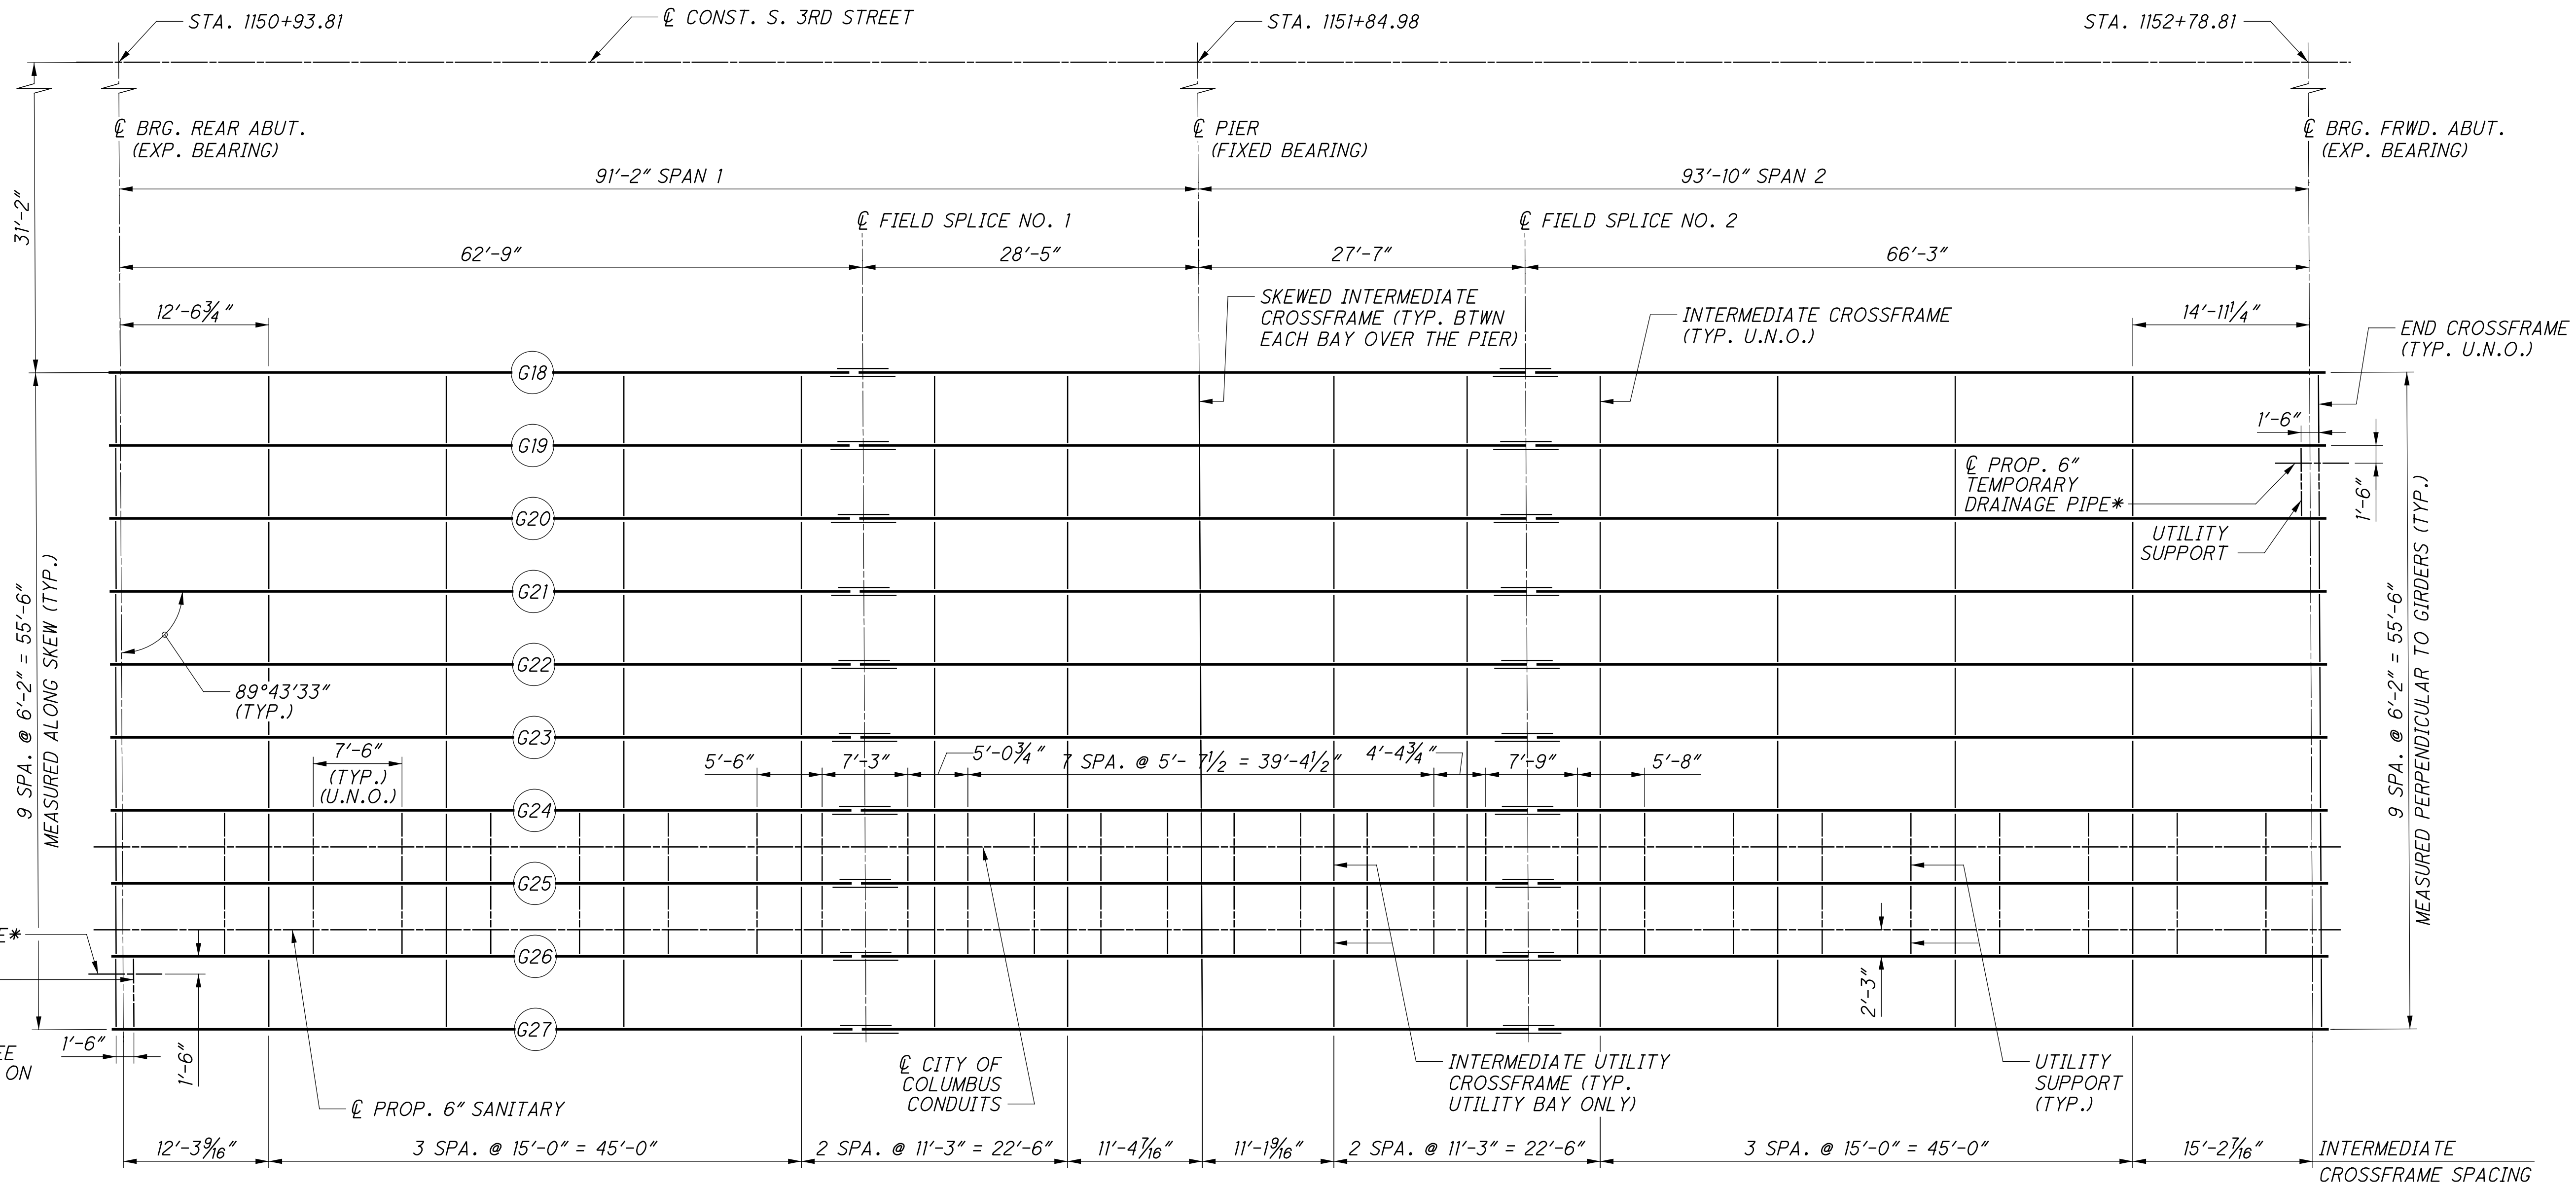 STA. 1150+93.81
℄ CONST. S. 3RD STREET
STA. 1151+84.98
STA. 1152+78.81
℄ BRG. REAR ABUT.
(EXP. BEARING)
℄ PIER
(FIXED BEARING)
℄ BRG. FRWD. ABUT.
(EXP. BEARING)
31'-2"
91'-2" SPAN 1
93'-10" SPAN 2
℄ FIELD SPLICE NO. 1
℄ FIELD SPLICE NO. 2
62'-9"
28'-5"
27'-7"
66'-3"
12'-6¾"
SKEWED INTERMEDIATE
CROSSFRAME (TYP. BTWN
EACH BAY OVER THE PIER)
INTERMEDIATE CROSSFRAME
(TYP. U.N.O.)
14'-11¼"
END CROSSFRAME
(TYP. U.N.O.)
G18
G19
G20
G21
G22
G23
G24
G25
G26
G27
1'-6"
1'-6"
℄ PROP. 6"
TEMPORARY
DRAINAGE PIPE*
UTILITY
SUPPORT
9 SPA. @ 6'-2" = 55'-6"
MEASURED ALONG SKEW (TYP.)
9 SPA. @ 6'-2" = 55'-6"
MEASURED PERPENDICULAR TO GIRDERS (TYP.)
89°43'33"
(TYP.)
7'-6"
(TYP.)
(U.N.O.)
5'-6"
7'-3"
5'-0¾"
7 SPA. @ 5'- 7½ = 39'-4½"
4'-4¾"
7'-9"
5'-8"
E*
EE
ON
1'-6"
1'-6"
2'-3"
℄ PROP. 6" SANITARY
℄ CITY OF
COLUMBUS
CONDUITS
INTERMEDIATE UTILITY
CROSSFRAME (TYP.
UTILITY BAY ONLY)
UTILITY
SUPPORT
(TYP.)
12'-3⁹⁄₁₆"
3 SPA. @ 15'-0" = 45'-0"
2 SPA. @ 11'-3" = 22'-6"
11'-4⁷⁄₁₆"
11'-1⁹⁄₁₆"
2 SPA. @ 11'-3" = 22'-6"
3 SPA. @ 15'-0" = 45'-0"
15'-2⁷⁄₁₆"
INTERMEDIATE
CROSSFRAME SPACING